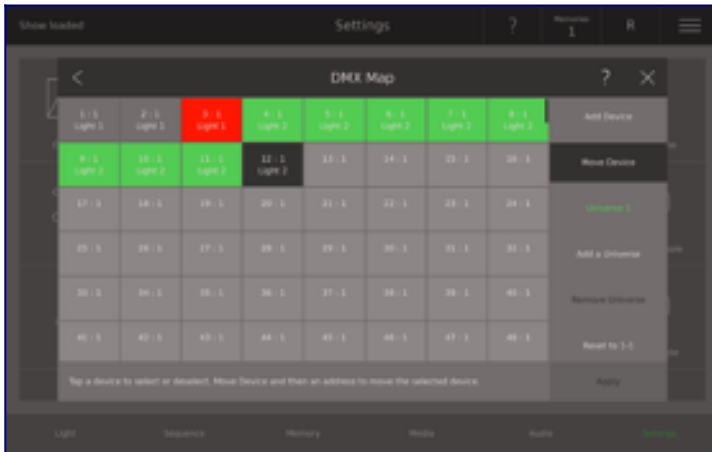 Show loaded
Settings
?
Memories
1
R
DMX Map
?
1 : 1
Light 1
2 : 1
Light 1
3 : 1
Light 1
4 : 1
Light 2
5 : 1
Light 2
6 : 1
Light 2
7 : 1
Light 2
8 : 1
Light 2
Add Device
9 : 1
Light 2
10 : 1
Light 2
11 : 1
Light 2
12 : 1
Light 2
13 : 1
14 : 1
15 : 1
16 : 1
Move Device
17 : 1
18 : 1
19 : 1
20 : 1
21 : 1
22 : 1
23 : 1
24 : 1
Universe 1
25 : 1
26 : 1
27 : 1
28 : 1
29 : 1
30 : 1
31 : 1
32 : 1
Add a Universe
33 : 1
34 : 1
35 : 1
36 : 1
37 : 1
38 : 1
39 : 1
40 : 1
Remove Universe
41 : 1
42 : 1
43 : 1
44 : 1
45 : 1
46 : 1
47 : 1
48 : 1
Reset to 1-1
Tap a device to select or deselect. Move Device and then an address to move the selected device.
Apply
Light
Sequence
Memory
Media
Audio
Settings